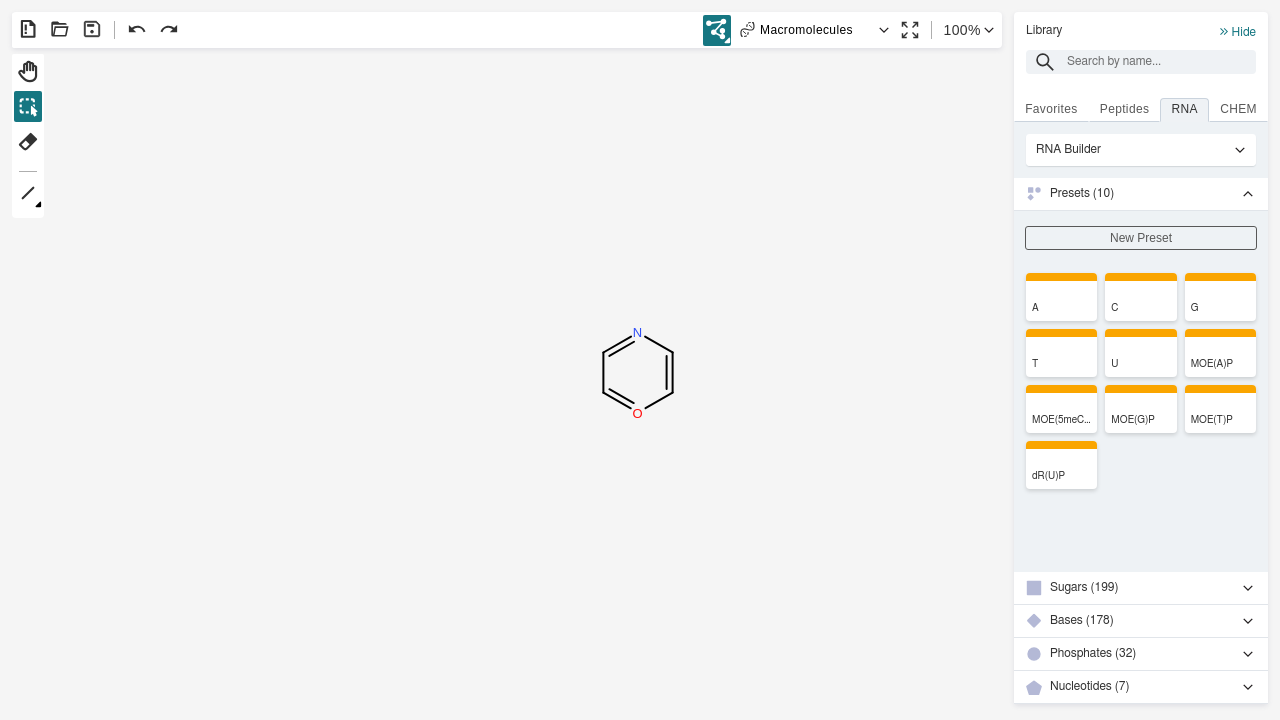 Macromolecules
100%
Library
Hide
Search by name...
Favorites
Peptides
RNA
CHEM
RNA Builder
Presets (10)
New Preset
A
C
G
T
U
MOE(A)P
MOE(5meC...
MOE(G)P
MOE(T)P
dR(U)P
Sugars (199)
Bases (178)
Phosphates (32)
Nucleotides (7)
N
O